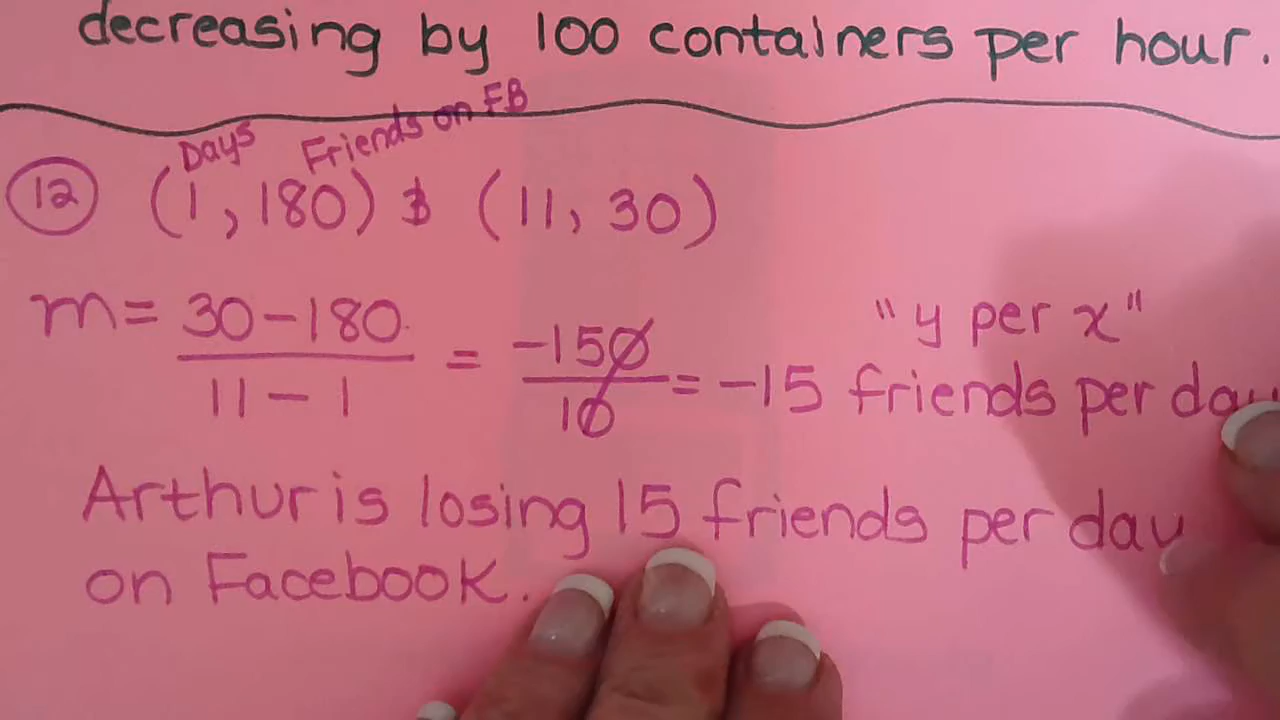 decreasing by 100 containers per hour.
Days Friends on FB
12 (1, 180) & (11, 30)
m = 30 - 180 / 11 - 1 = -150 / 10 = -15 friends per day
"y per x"
Arthur is losing 15 friends per day
on Facebook.